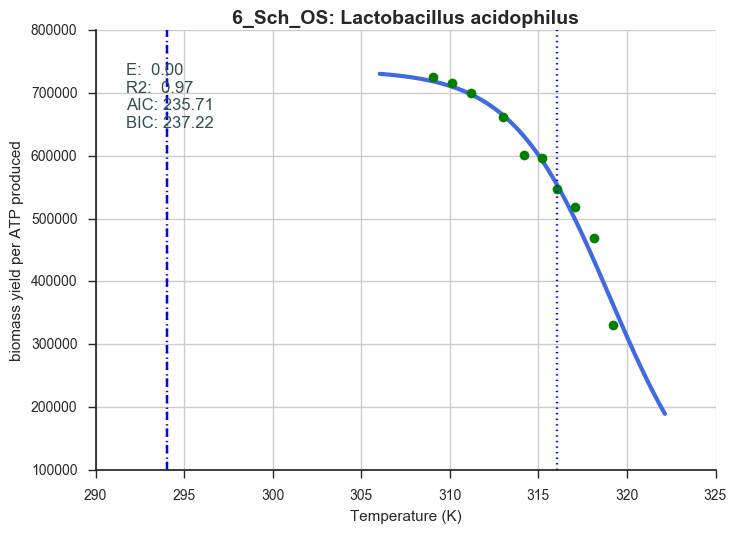 6_Sch_OS: Lactobacillus acidophilus
800000
E: 0.00
R2: 0.97
700000
AIC: 235.71
BIC: 237.22
600000
500000
400000
300000
200000
100000
biomass yield per ATP produced
290 295 300 305 310 315 320 325
Temperature (K)